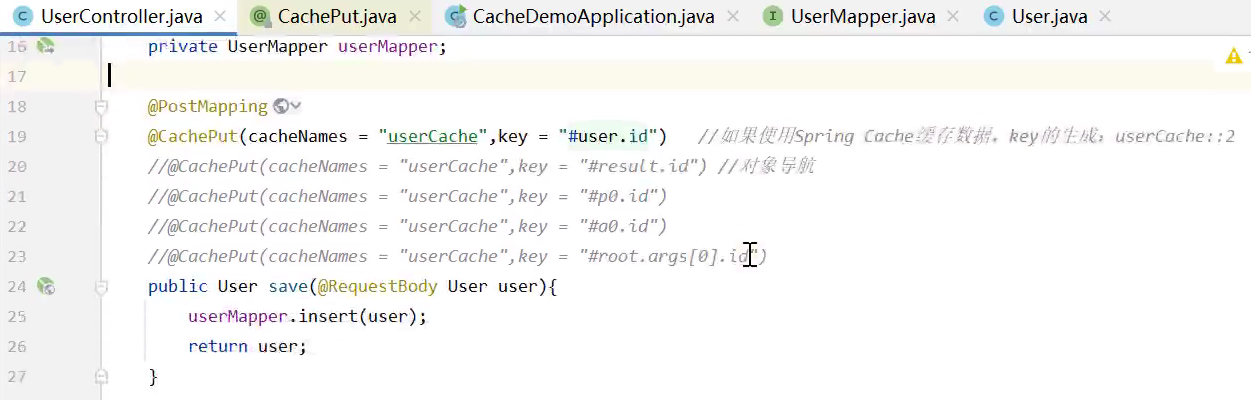 UserController.java CachePut.java CacheDemoApplication.java UserMapper.java User.java
16 private UserMapper userMapper;
17
18 @PostMapping
19 @CachePut(cacheNames = "userCache",key = "#user.id") //如果使用Spring Cache缓存数据，key的生成：userCache::2
20 //@CachePut(cacheNames = "userCache",key = "#result.id") //对象导航
21 //@CachePut(cacheNames = "userCache",key = "#p0.id")
22 //@CachePut(cacheNames = "userCache",key = "#a0.id")
23 //@CachePut(cacheNames = "userCache",key = "#root.args[0].id")
24 public User save(@RequestBody User user){
25 userMapper.insert(user);
26 return user;
27 }